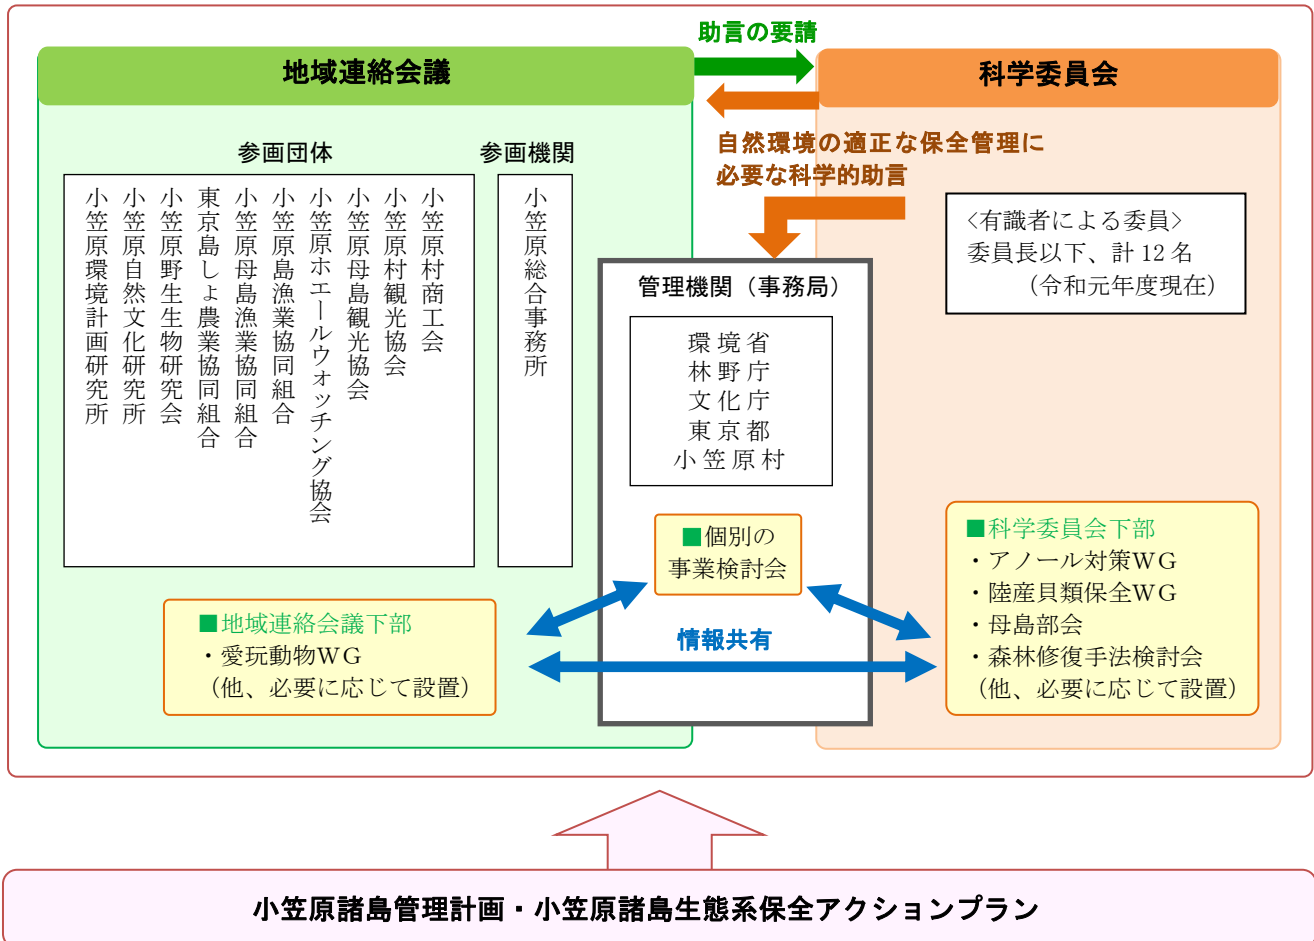 助言の要請
地域連絡会議
科学委員会
自然環境の適正な保全管理に
必要な科学的助言
参画団体
小笠原村商工会
小笠原村観光協会
小笠原母島観光協会
小笠原ホエールウォッチング協会
小笠原島漁業協同組合
小笠原母島漁業協同組合
東京島しょ農業協同組合
小笠原野生生物研究会
小笠原自然文化研究所
小笠原環境計画研究所
参画機関
小笠原総合事務所
管理機関（事務局）
環境省
林野庁
文化庁
東京都
小笠原村
＜有識者による委員＞
委員長以下、計 12 名
（令和元年度現在）
■個別の
事業検討会
■地域連絡会議下部
・愛玩動物WG
（他、必要に応じて設置）
情報共有
■科学委員会下部
・アノール対策WG
・陸産貝類保全WG
・母島部会
・森林修復手法検討会
（他、必要に応じて設置）
小笠原諸島管理計画・小笠原諸島生態系保全アクションプラン